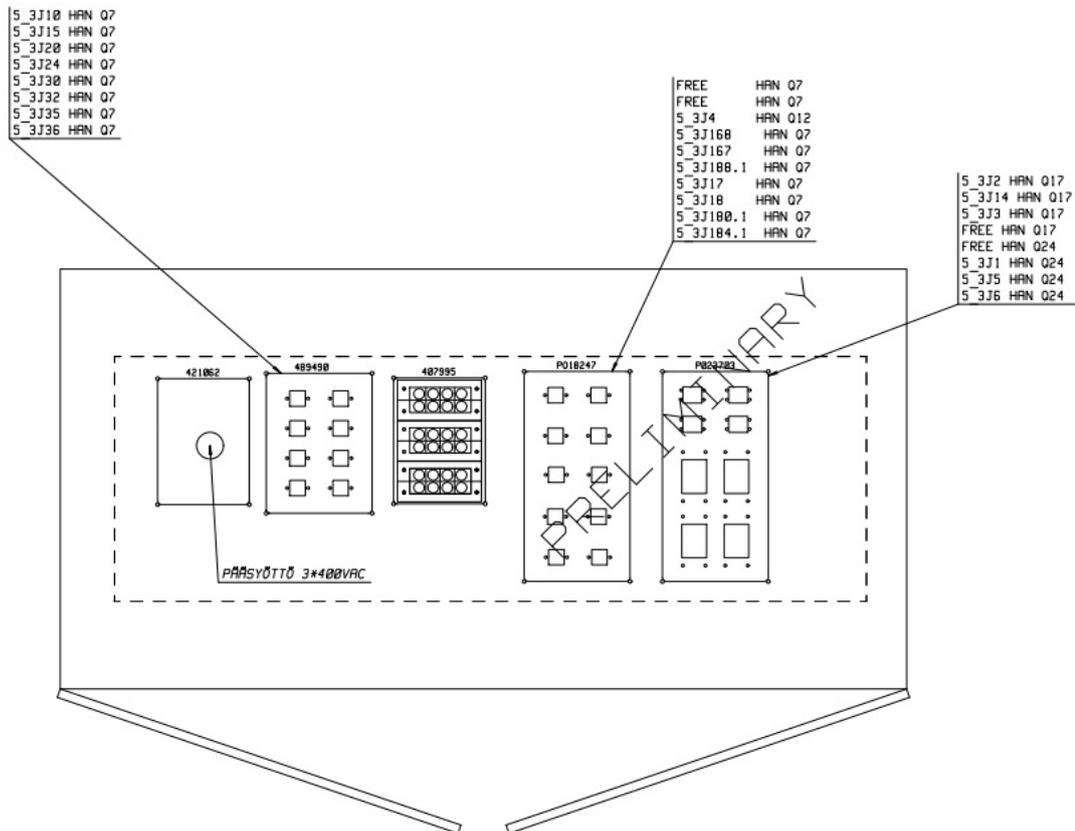 5_3J10 HAN Q7
5_3J15 HAN Q7
5_3J20 HAN Q7
5_3J24 HAN Q7
5_3J30 HAN Q7
5_3J32 HAN Q7
5_3J35 HAN Q7
5_3J36 HAN Q7
FREE HAN Q7
FREE HAN Q7
5_3J4 HAN Q12
5_3J168 HAN Q7
5_3J167 HAN Q7
5_3J188.1 HAN Q7
5_3J17 HAN Q7
5_3J18 HAN Q7
5_3J180.1 HAN Q7
5_3J184.1 HAN Q7
5_3J2 HAN Q17
5_3J14 HAN Q17
5_3J3 HAN Q17
FREE HAN Q17
FREE HAN Q24
5_3J1 HAN Q24
5_3J5 HAN Q24
5_3J6 HAN Q24
421062
489490
407995
P018247
P023703
PRELIMINARY
PÄÄSYÖTTÖ 3*400VAC